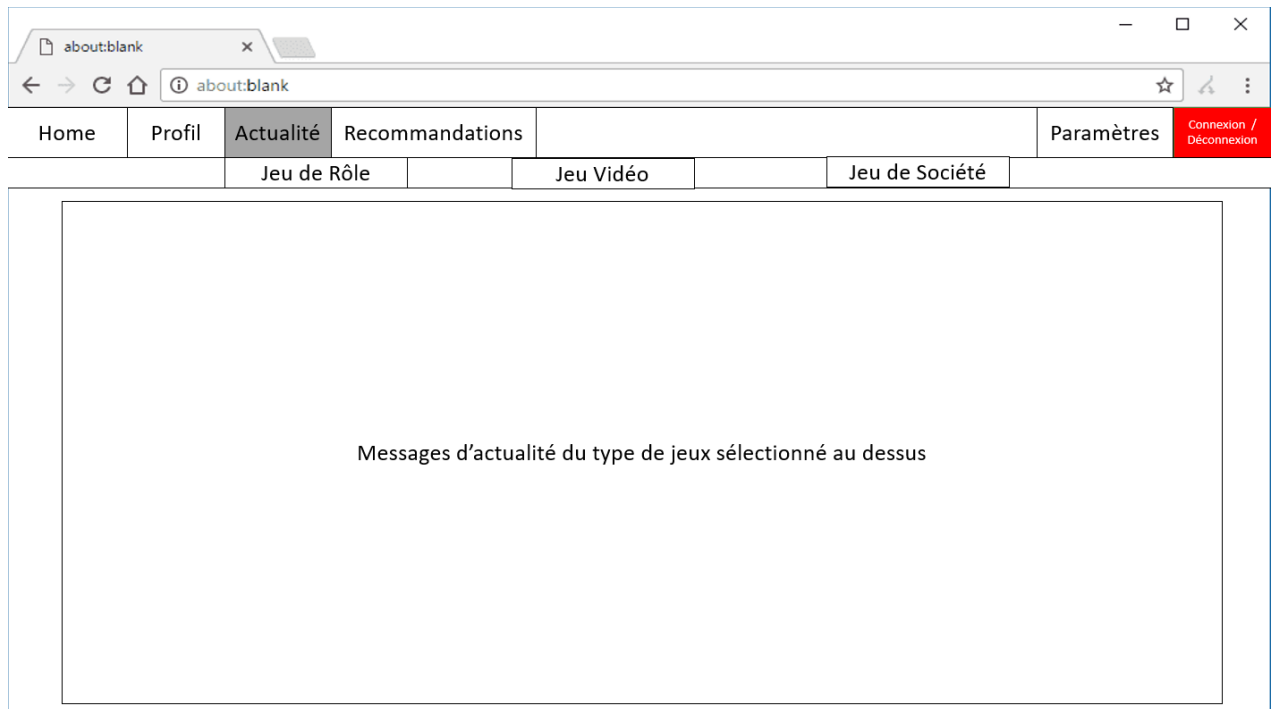 about:blank
about:blank
Home Profil Actualité Recommandations Paramètres Connexion /
Déconnexion
Jeu de Rôle Jeu Vidéo Jeu de Société
Messages d’actualité du type de jeux sélectionné au dessus